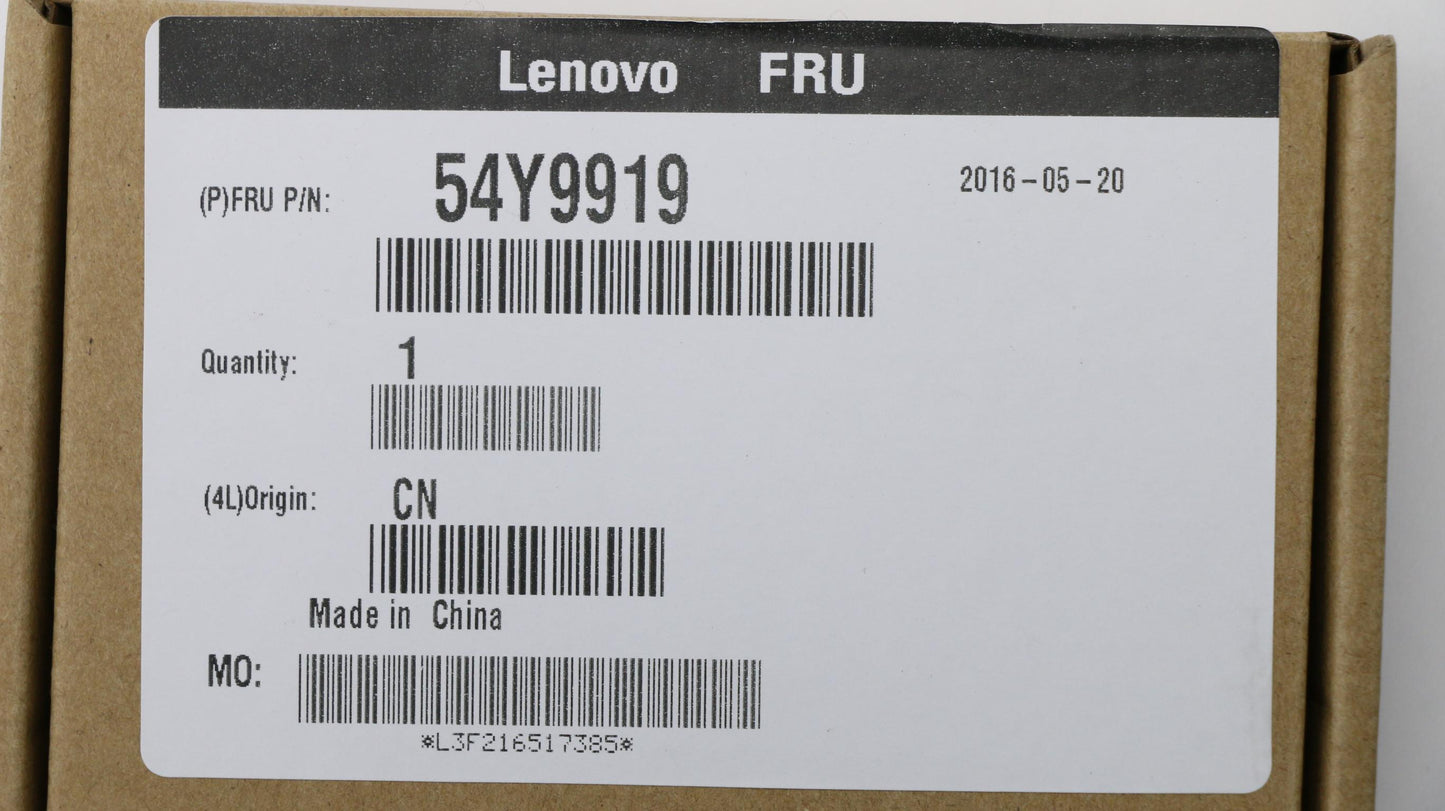 Lenovo FRU
(P)FRU P/N: 54Y9919 2016-05-20
Quantity: 1
(4L)Origin: CN
Made in China
MO:
*L3F216517385*